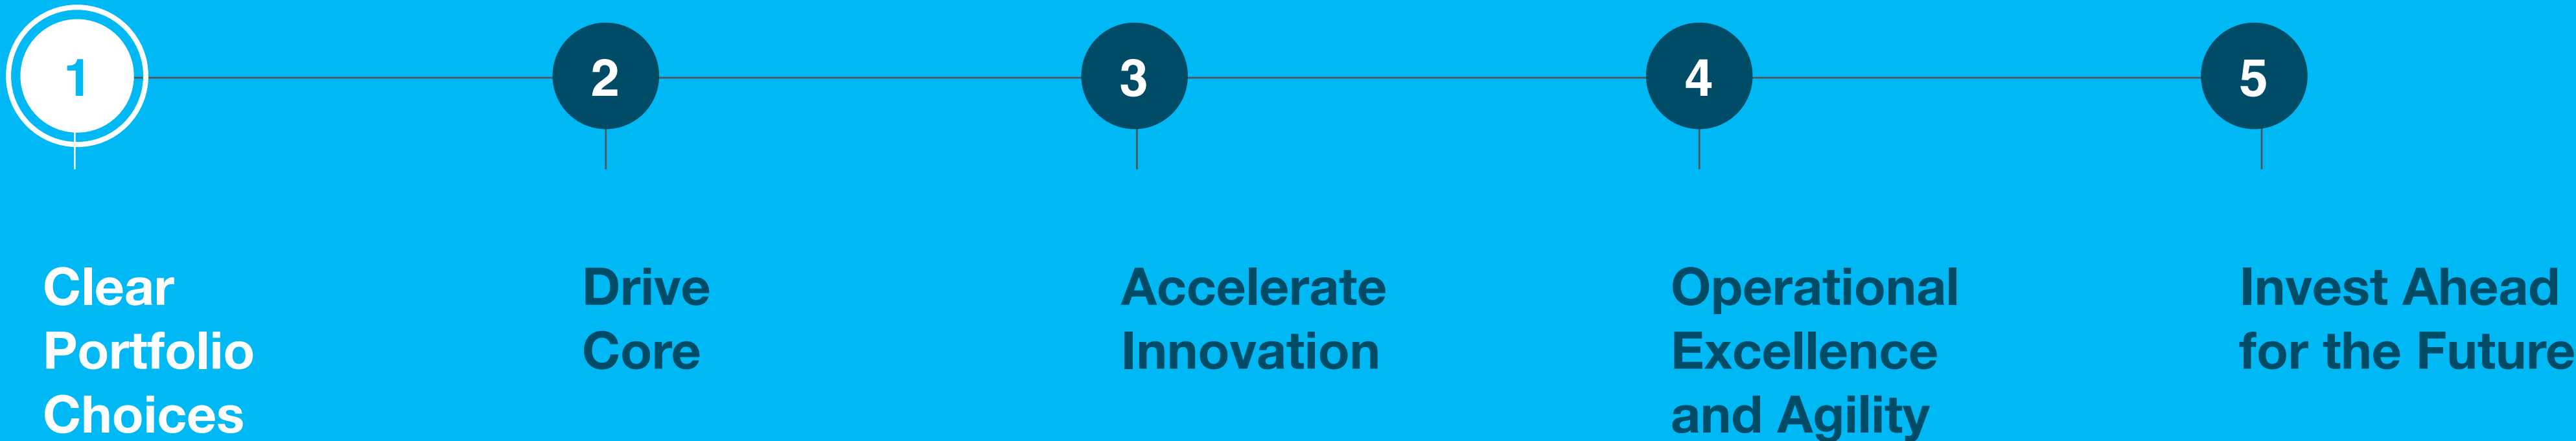 1
2
3
4
5
Clear
Portfolio
Choices
Drive
Core
Accelerate
Innovation
Operational
Excellence
and Agility
Invest Ahead
for the Future